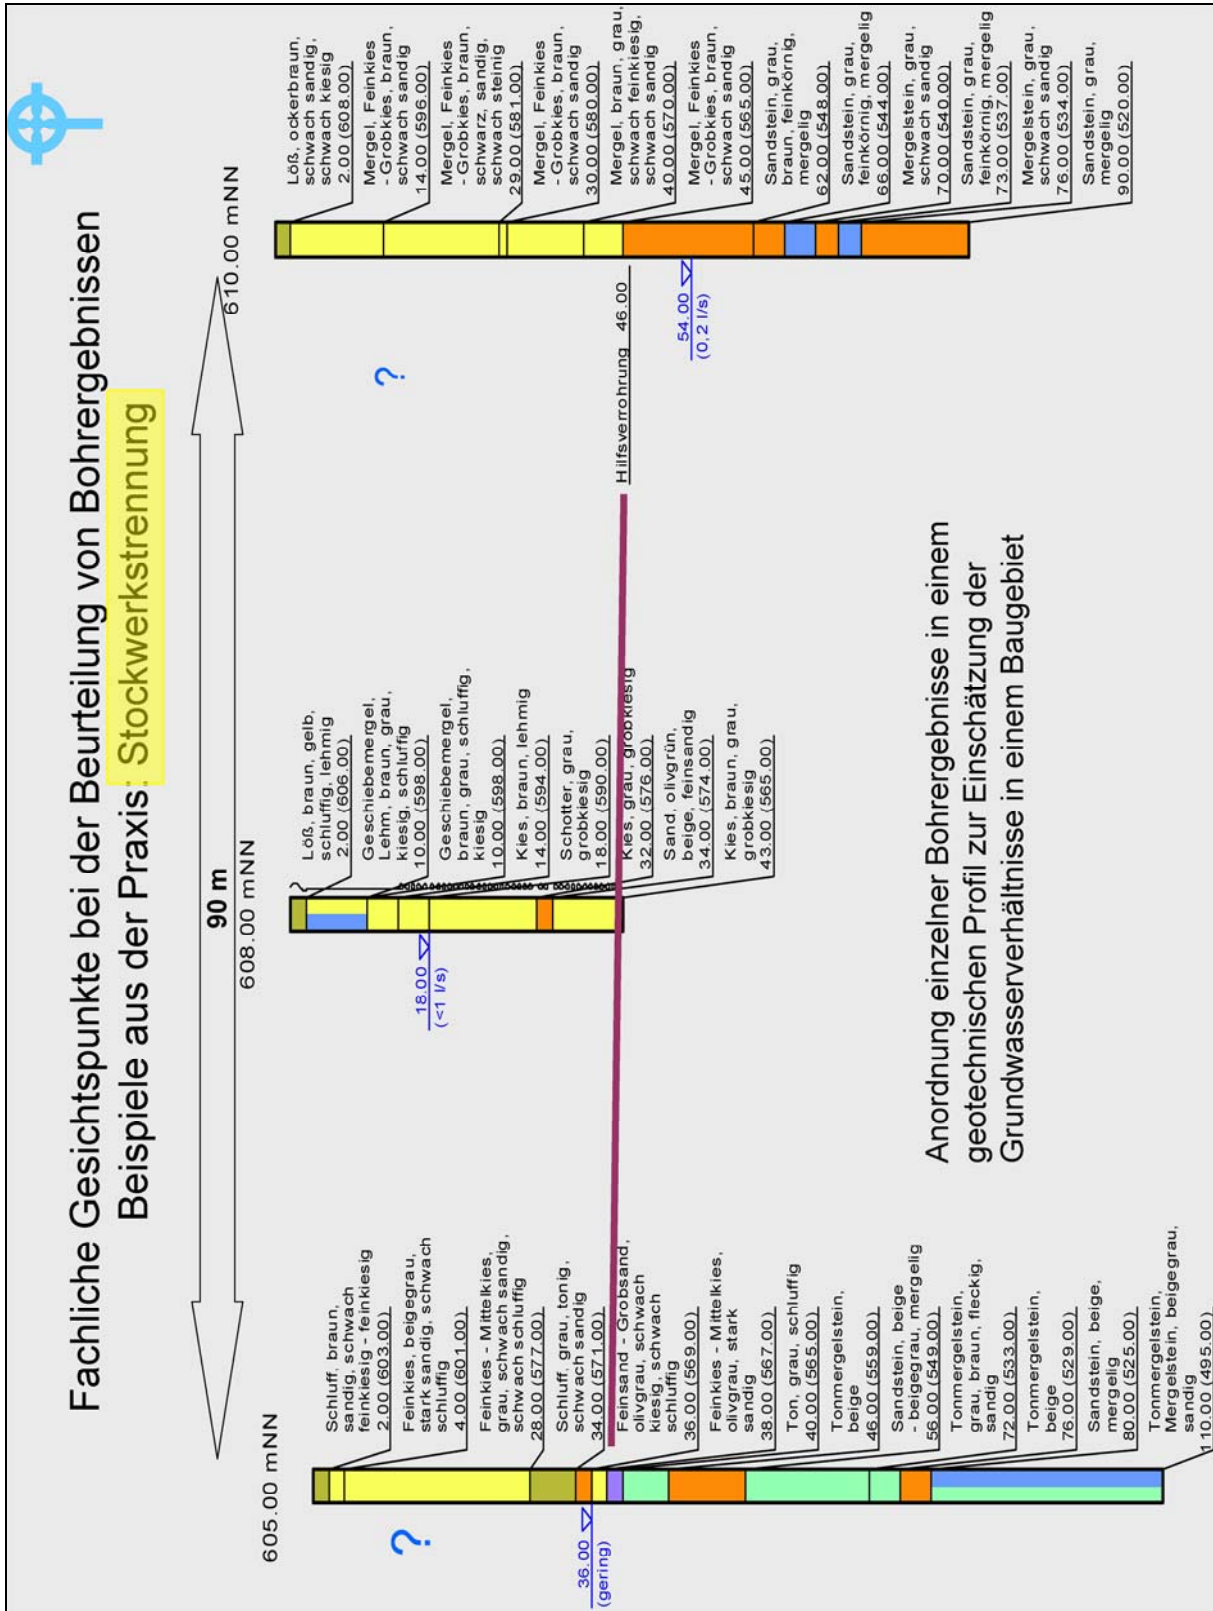 Fachliche Gesichtspunkte bei der Beurteilung von Bohrergebnissen
Beispiele aus der Praxis: Stockwerkstrennung
90 m
605.00 mNN
Schluff, braun,
sandig, schwach
feinkiesig - feinkiesig
2.00 (603.00)
Feinkies, beigegrau,
stark sandig, schwach
schluffig
4.00 (601.00)
Feinkies - Mittelkies,
grau, schwach sandig,
schwach schluffig
28.00 (577.00)
Schluff, grau, tonig,
schwach sandig
34.00 (571.00)
Feinsand - Grobsand,
olivgrau, schwach
kiesig, schwach
schluffig
36.00 (569.00)
Feinkies - Mittelkies,
olivgrau, stark
sandig
38.00 (567.00)
Ton, grau, schluffig
40.00 (565.00)
Tonmergelstein,
beige
46.00 (559.00)
Sandstein, beige
- beigegrau, mergelig
56.00 (549.00)
Tonmergelstein,
grau, braun, fleckig,
sandig
72.00 (533.00)
Tonmergelstein,
beige
76.00 (529.00)
Sandstein, beige,
mergelig
80.00 (525.00)
Tonmergelstein,
Mergelstein, beigegrau,
sandig
110.00 (495.00)
?
36.00
(gering)
608.00 mNN
Löß, braun, gelb,
schluffig, lehmig
2.00 (606.00)
Geschiebemergel,
Lehm, braun, grau,
kiesig, schluffig
10.00 (598.00)
Geschiebemergel,
braun, grau, schluffig,
kiesig
10.00 (598.00)
Kies, braun, lehmig
14.00 (594.00)
Schotter, grau,
grobkiesig
18.00 (590.00)
Kies, grau, grobkiesig
32.00 (576.00)
Sand, olivgrün,
beige, feinsandig
34.00 (574.00)
Kies, braun, grau,
grobkiesig
43.00 (565.00)
18.00
(<1 l/s)
610.00 mNN
Löß, ockerbraun,
schwach sandig,
schwach kiesig
2.00 (608.00)
Mergel, Feinkies
- Grobkies, braun,
schwach sandig
14.00 (596.00)
Mergel, Feinkies
- Grobkies, braun,
schwarz, sandig,
schwach steinig
29.00 (581.00)
Mergel, Feinkies
- Grobkies, braun,
schwach sandig
30.00 (580.00)
Mergel, braun, grau,
schwach feinkiesig,
schwach sandig
40.00 (570.00)
Mergel, Feinkies
- Grobkies, braun,
schwach sandig
45.00 (565.00)
Sandstein, grau,
braun, feinkörnig,
mergelig
62.00 (548.00)
Sandstein, grau,
feinkörnig, mergelig
66.00 (544.00)
Mergelstein, grau,
schwach sandig
70.00 (540.00)
Sandstein, grau,
feinkörnig, mergelig
73.00 (537.00)
Mergelstein, grau,
schwach sandig
76.00 (534.00)
Sandstein, grau,
mergelig
90.00 (520.00)
?
Hilfsverrohrung 46.00
54.00
(0,2 l/s)
Anordnung einzelner Bohrergebnisse in einem
geotechnischen Profil zur Einschätzung der
Grundwasserverhältnisse in einem Baugebiet